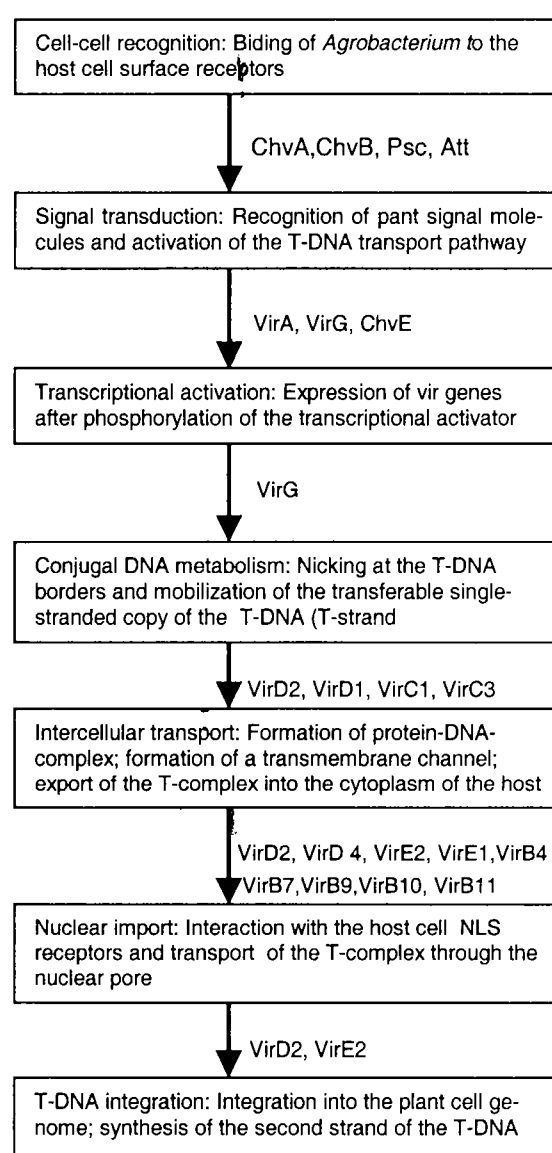 Cell-cell recognition: Biding of Agrobacterium to the
host cell surface receptors
ChvA,ChvB, Psc, Att
Signal transduction: Recognition of pant signal mole-
cules and activation of the T-DNA transport pathway
VirA, VirG, ChvE
Transcriptional activation: Expression of vir genes
after phosphorylation of the transcriptional activator
VirG
Conjugal DNA metabolism: Nicking at the T-DNA
borders and mobilization of the transferable single-
stranded copy of the T-DNA (T-strand
VirD2, VirD1, VirC1, VirC3
Intercellular transport: Formation of protein-DNA-
complex; formation of a transmembrane channel;
export of the T-complex into the cytoplasm of the host
VirD2, VirD 4, VirE2, VirE1,VirB4
VirB7,VirB9,VirB10, VirB11
Nuclear import: Interaction with the host cell NLS
receptors and transport of the T-complex through the
nuclear pore
VirD2, VirE2
T-DNA integration: Integration into the plant cell ge-
nome; synthesis of the second strand of the T-DNA